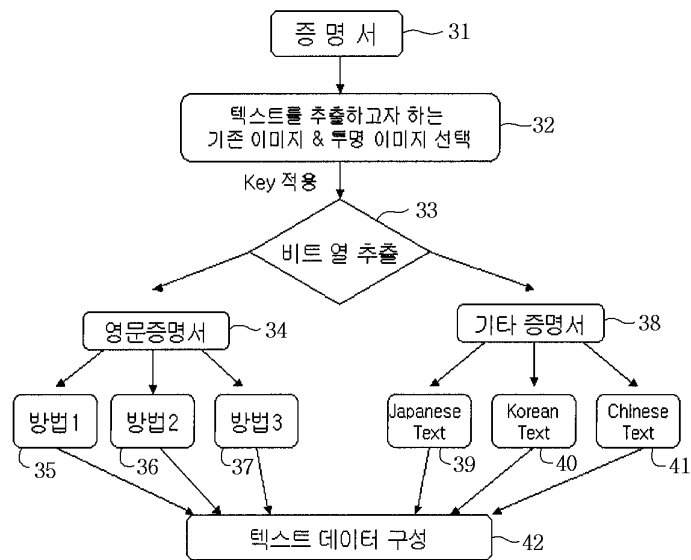 증 명 서
31
텍스트를 추출하고자 하는
기존 이미지 & 투명 이미지 선택
32
Key 적용
33
비트 열 추출
영문증명서
34
기타 증명서
38
방법1
방법2
방법3
Japanese
Text
Korean
Text
Chinese
Text
35
36
37
39
40
41
텍스트 데이터 구성
42